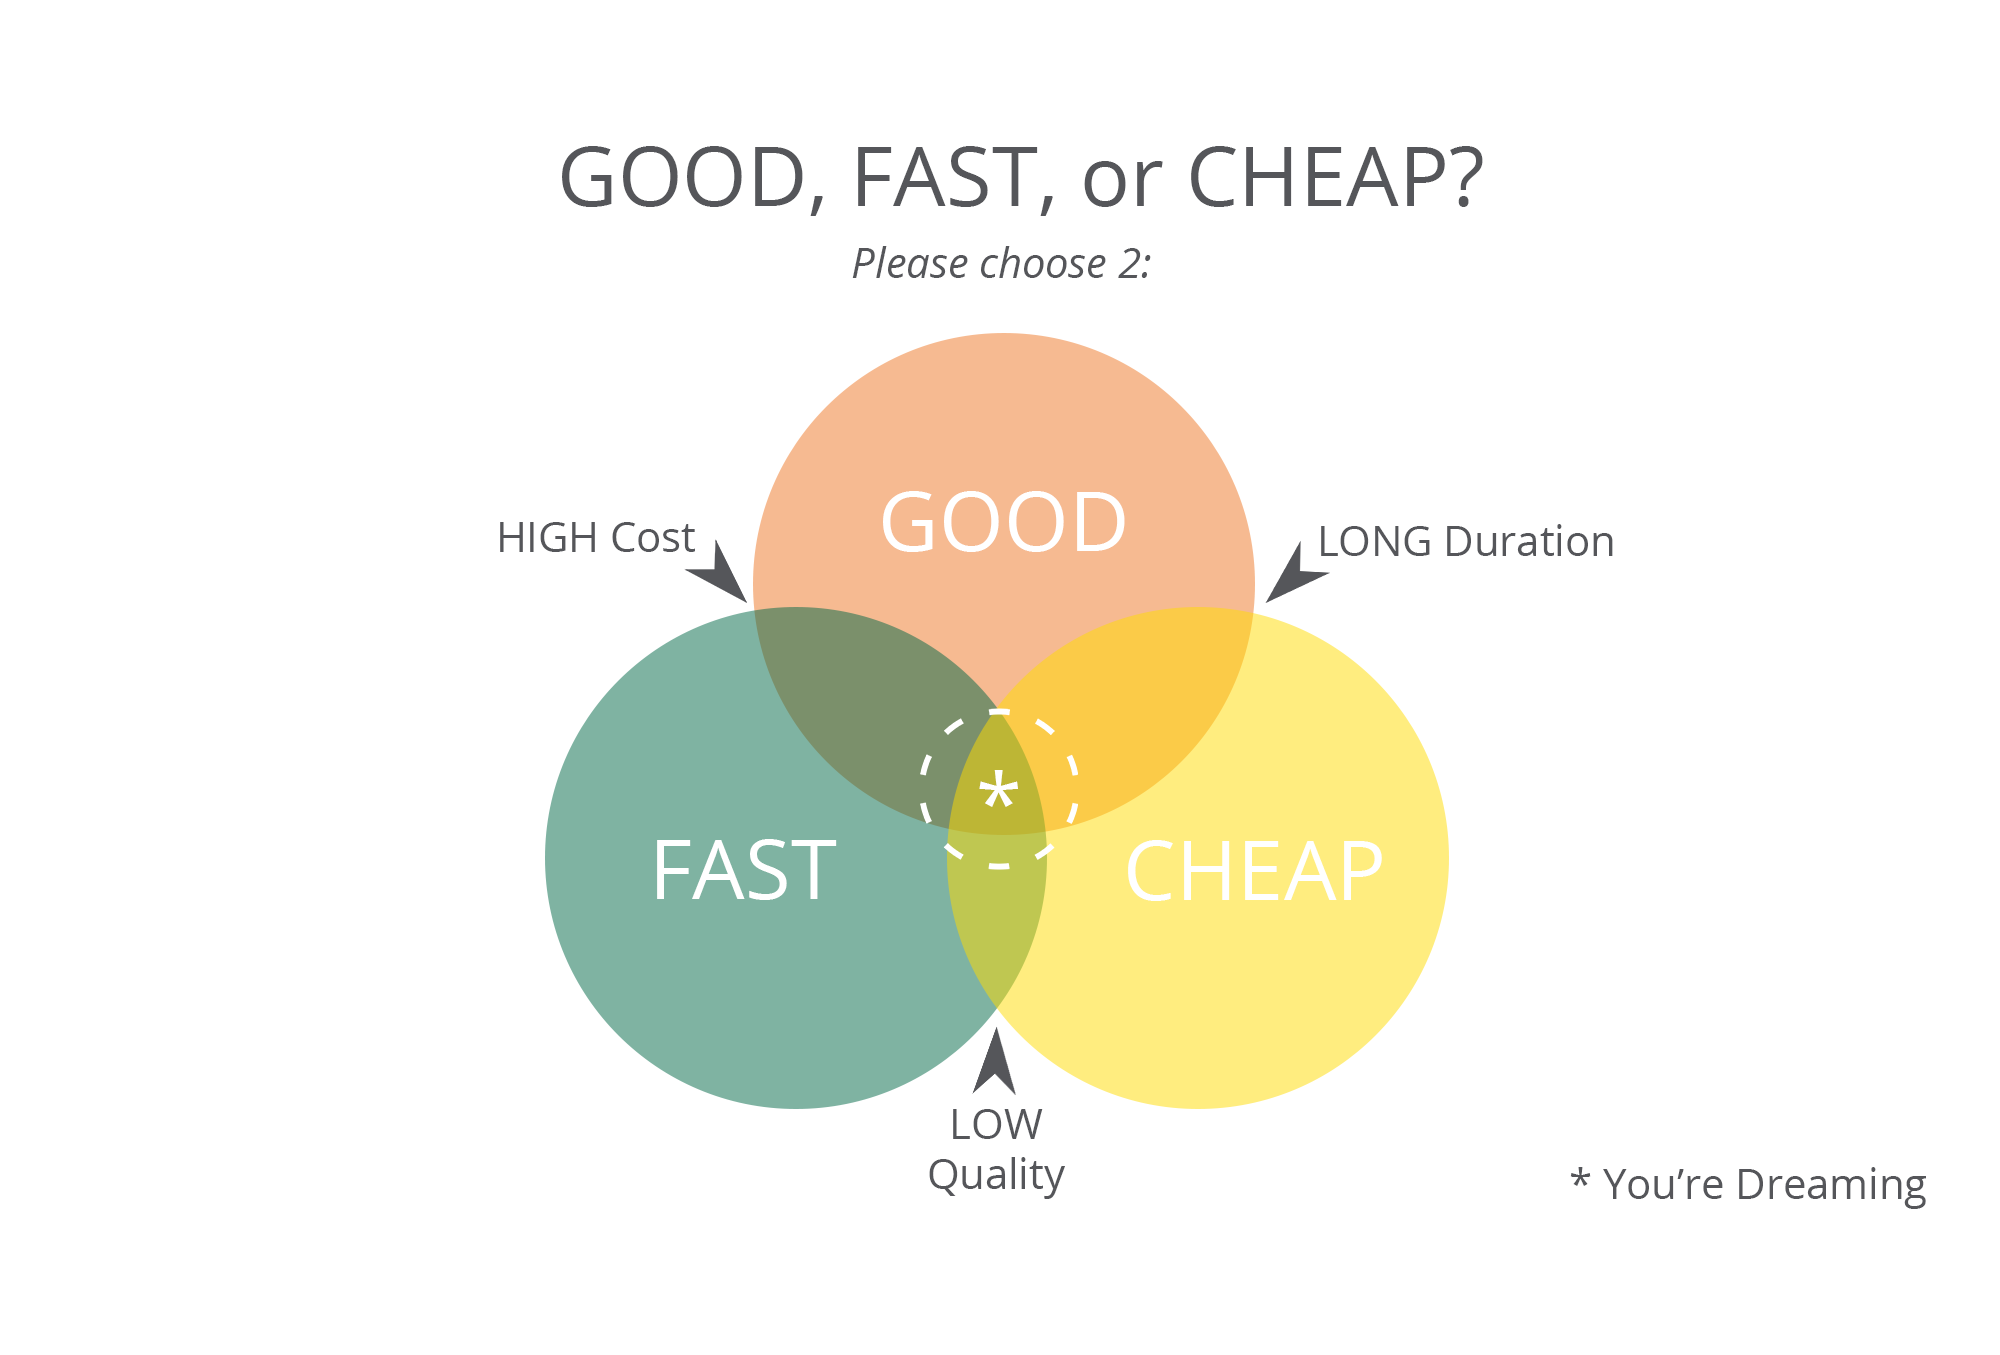 GOOD, FAST, or CHEAP?
Please choose 2:
GOOD
HIGH Cost
LONG Duration
*
FAST
CHEAP
LOW
Quality
* You’re Dreaming